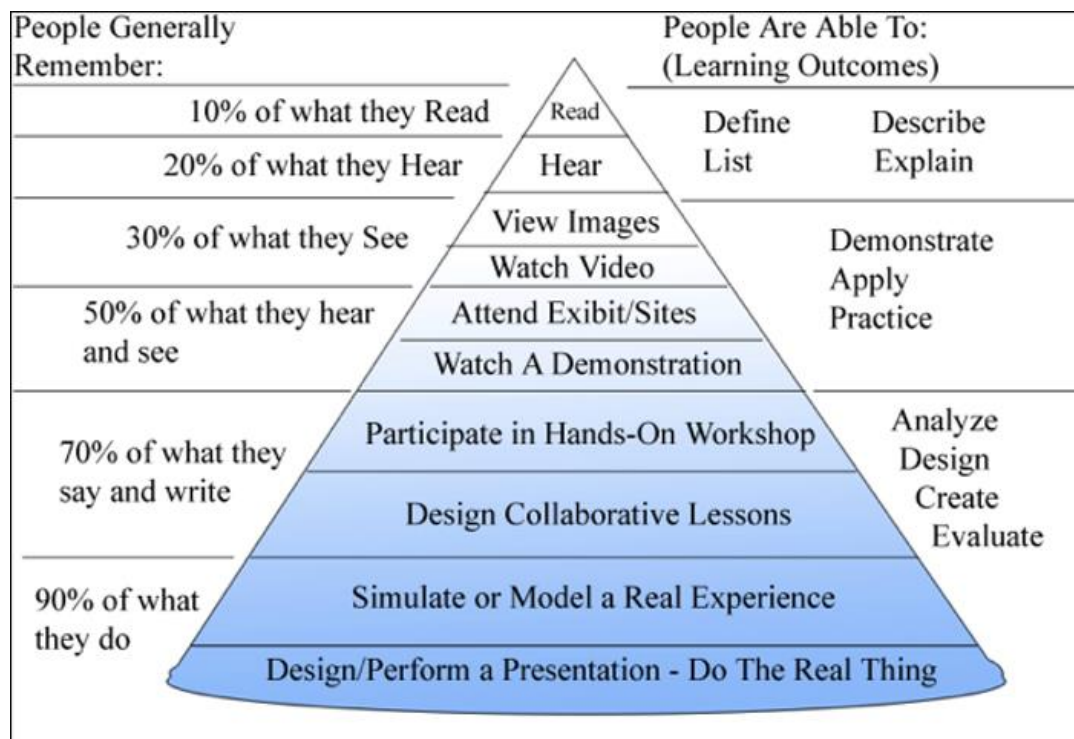 People Generally
Remember:
10% of what they Read
20% of what they Hear
30% of what they See
50% of what they hear
and see
70% of what they
say and write
90% of what
they do
Read
Hear
View Images
Watch Video
Attend Exibit/Sites
Watch A Demonstration
Participate in Hands-On Workshop
Design Collaborative Lessons
Simulate or Model a Real Experience
Design/Perform a Presentation - Do The Real Thing
People Are Able To:
(Learning Outcomes)
Define Describe
List Explain
Demonstrate
Apply
Practice
Analyze
Design
Create
Evaluate